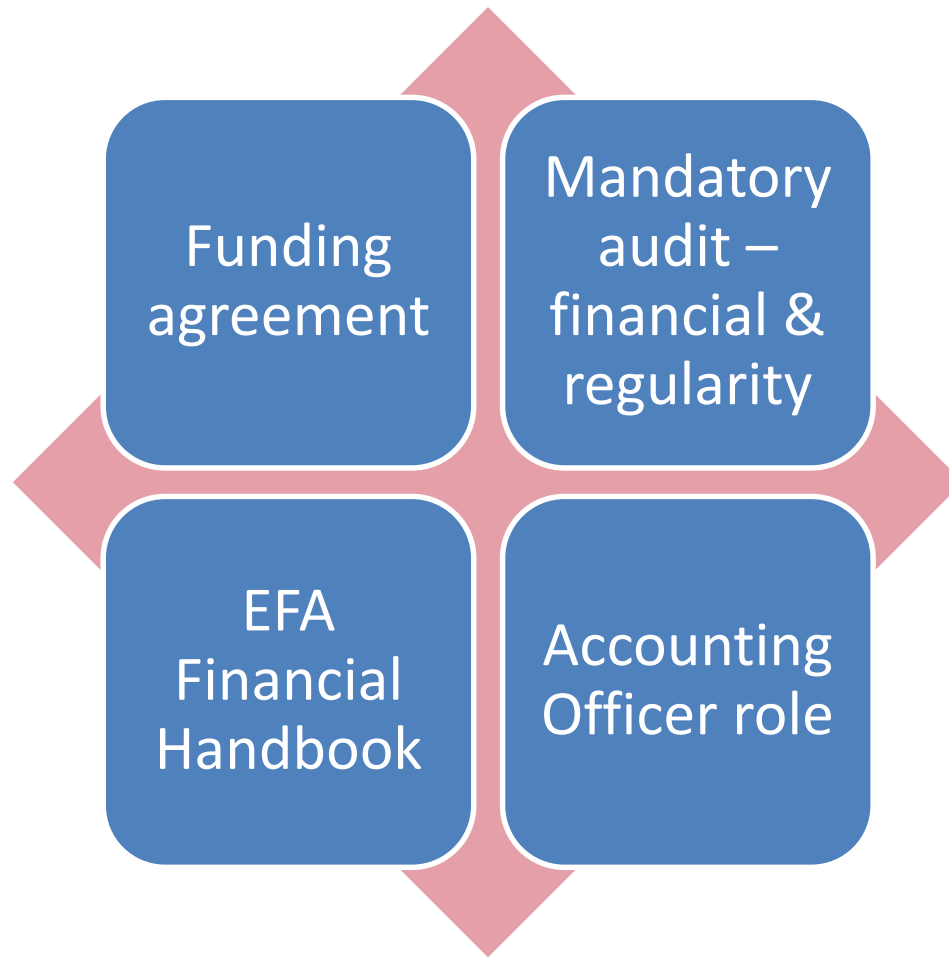 Funding
agreement
Mandatory
audit –
financial &
regularity
EFA
Financial
Handbook
Accounting
Officer role